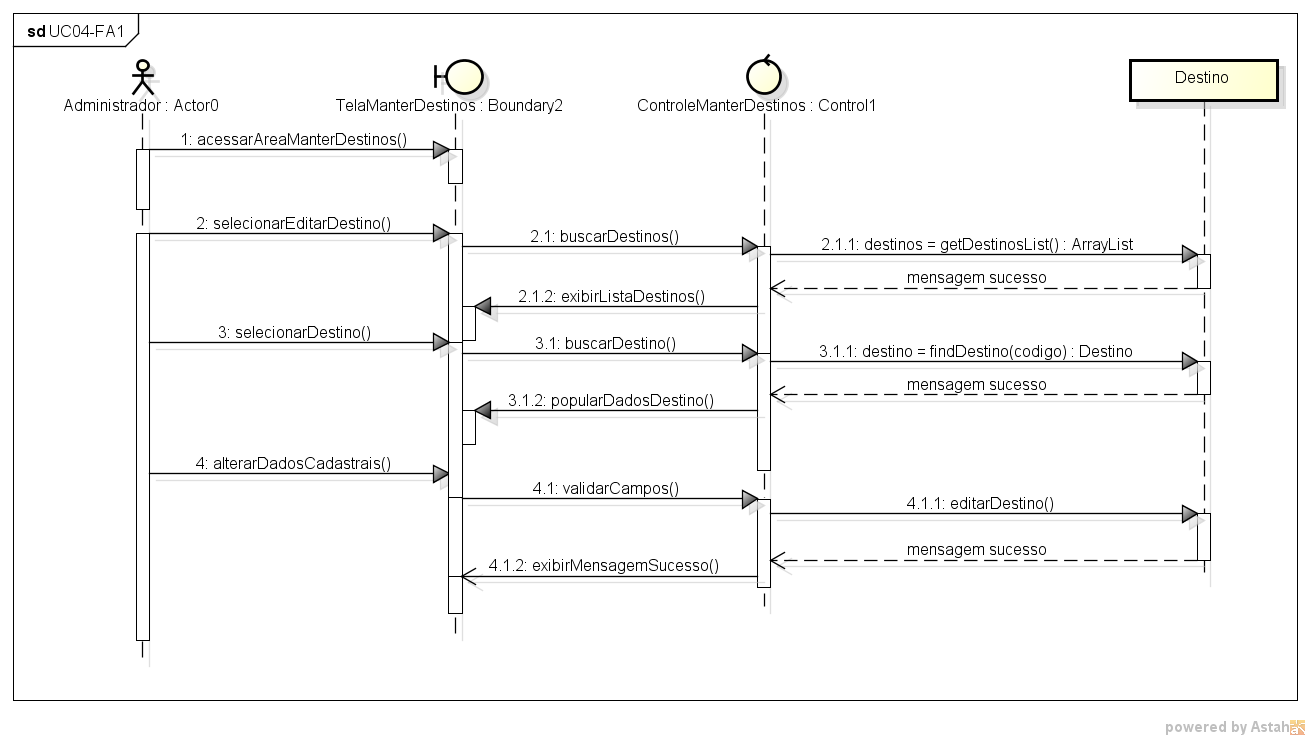 sd UC04-FA1
Administrador : Actor0
TelaManterDestinos : Boundary2
ControleManterDestinos : Control1
Destino
1: acessarAreaManterDestinos()
2: selecionarEditarDestino()
2.1: buscarDestinos()
2.1.1: destinos = getDestinosList() : ArrayList
mensagem sucesso
2.1.2: exibirListaDestinos()
3: selecionarDestino()
3.1: buscarDestino()
3.1.1: destino = findDestino(codigo) : Destino
mensagem sucesso
3.1.2: popularDadosDestino()
4: alterarDadosCadastrais()
4.1: validarCampos()
4.1.1: editarDestino()
mensagem sucesso
4.1.2: exibirMensagemSucesso()
powered by Astah